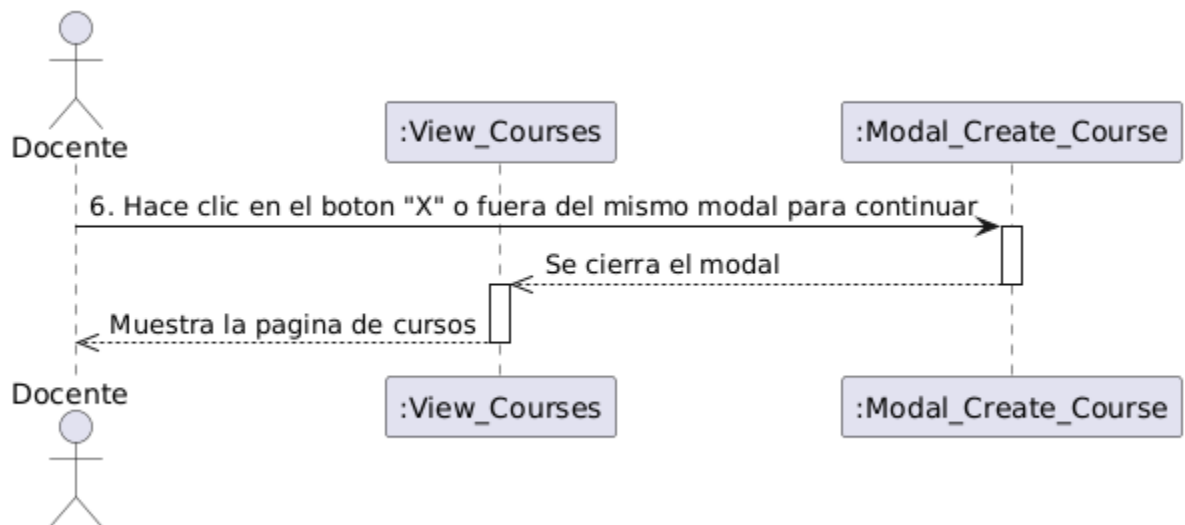 Docente
:View_Courses
:Modal_Create_Course
6. Hace clic en el boton "X" o fuera del mismo modal para continuar
Se cierra el modal
Muestra la pagina de cursos
Docente
:View_Courses
:Modal_Create_Course